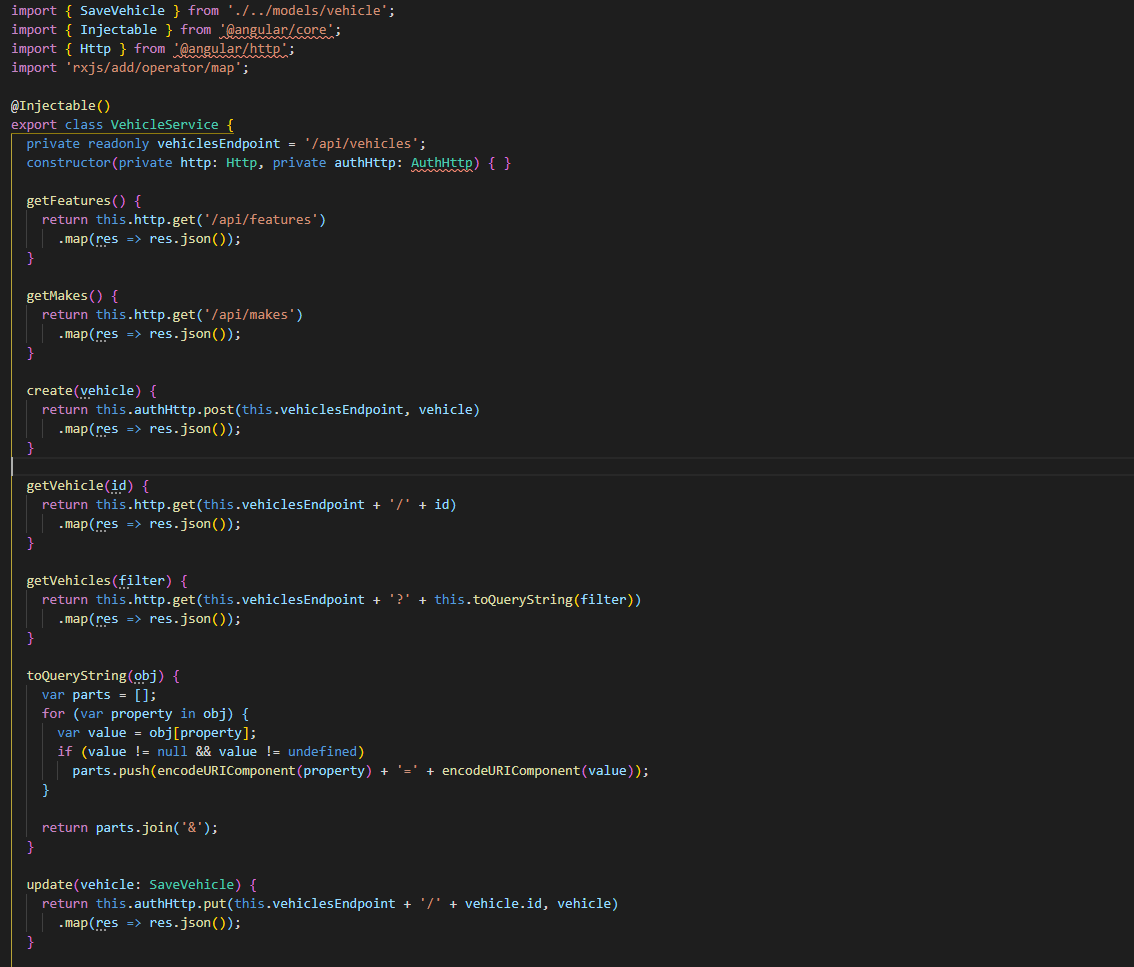 import { SaveVehicle } from './../models/vehicle';
import { Injectable } from '@angular/core';
import { Http } from '@angular/http';
import 'rxjs/add/operator/map';
@Injectable()
export class VehicleService {
private readonly vehiclesEndpoint = '/api/vehicles';
constructor(private http: Http, private authHttp: AuthHttp) { }
getFeatures() {
return this.http.get('/api/features')
.map(res => res.json());
}
getMakes() {
return this.http.get('/api/makes')
.map(res => res.json());
}
create(vehicle) {
return this.authHttp.post(this.vehiclesEndpoint, vehicle)
.map(res => res.json());
}
getVehicle(id) {
return this.http.get(this.vehiclesEndpoint + '/' + id)
.map(res => res.json());
}
getVehicles(filter) {
return this.http.get(this.vehiclesEndpoint + '?' + this.toQueryString(filter))
.map(res => res.json());
}
toQueryString(obj) {
var parts = [];
for (var property in obj) {
var value = obj[property];
if (value != null && value != undefined)
parts.push(encodeURIComponent(property) + '=' + encodeURIComponent(value));
}
return parts.join('&');
}
update(vehicle: SaveVehicle) {
return this.authHttp.put(this.vehiclesEndpoint + '/' + vehicle.id, vehicle)
.map(res => res.json());
}